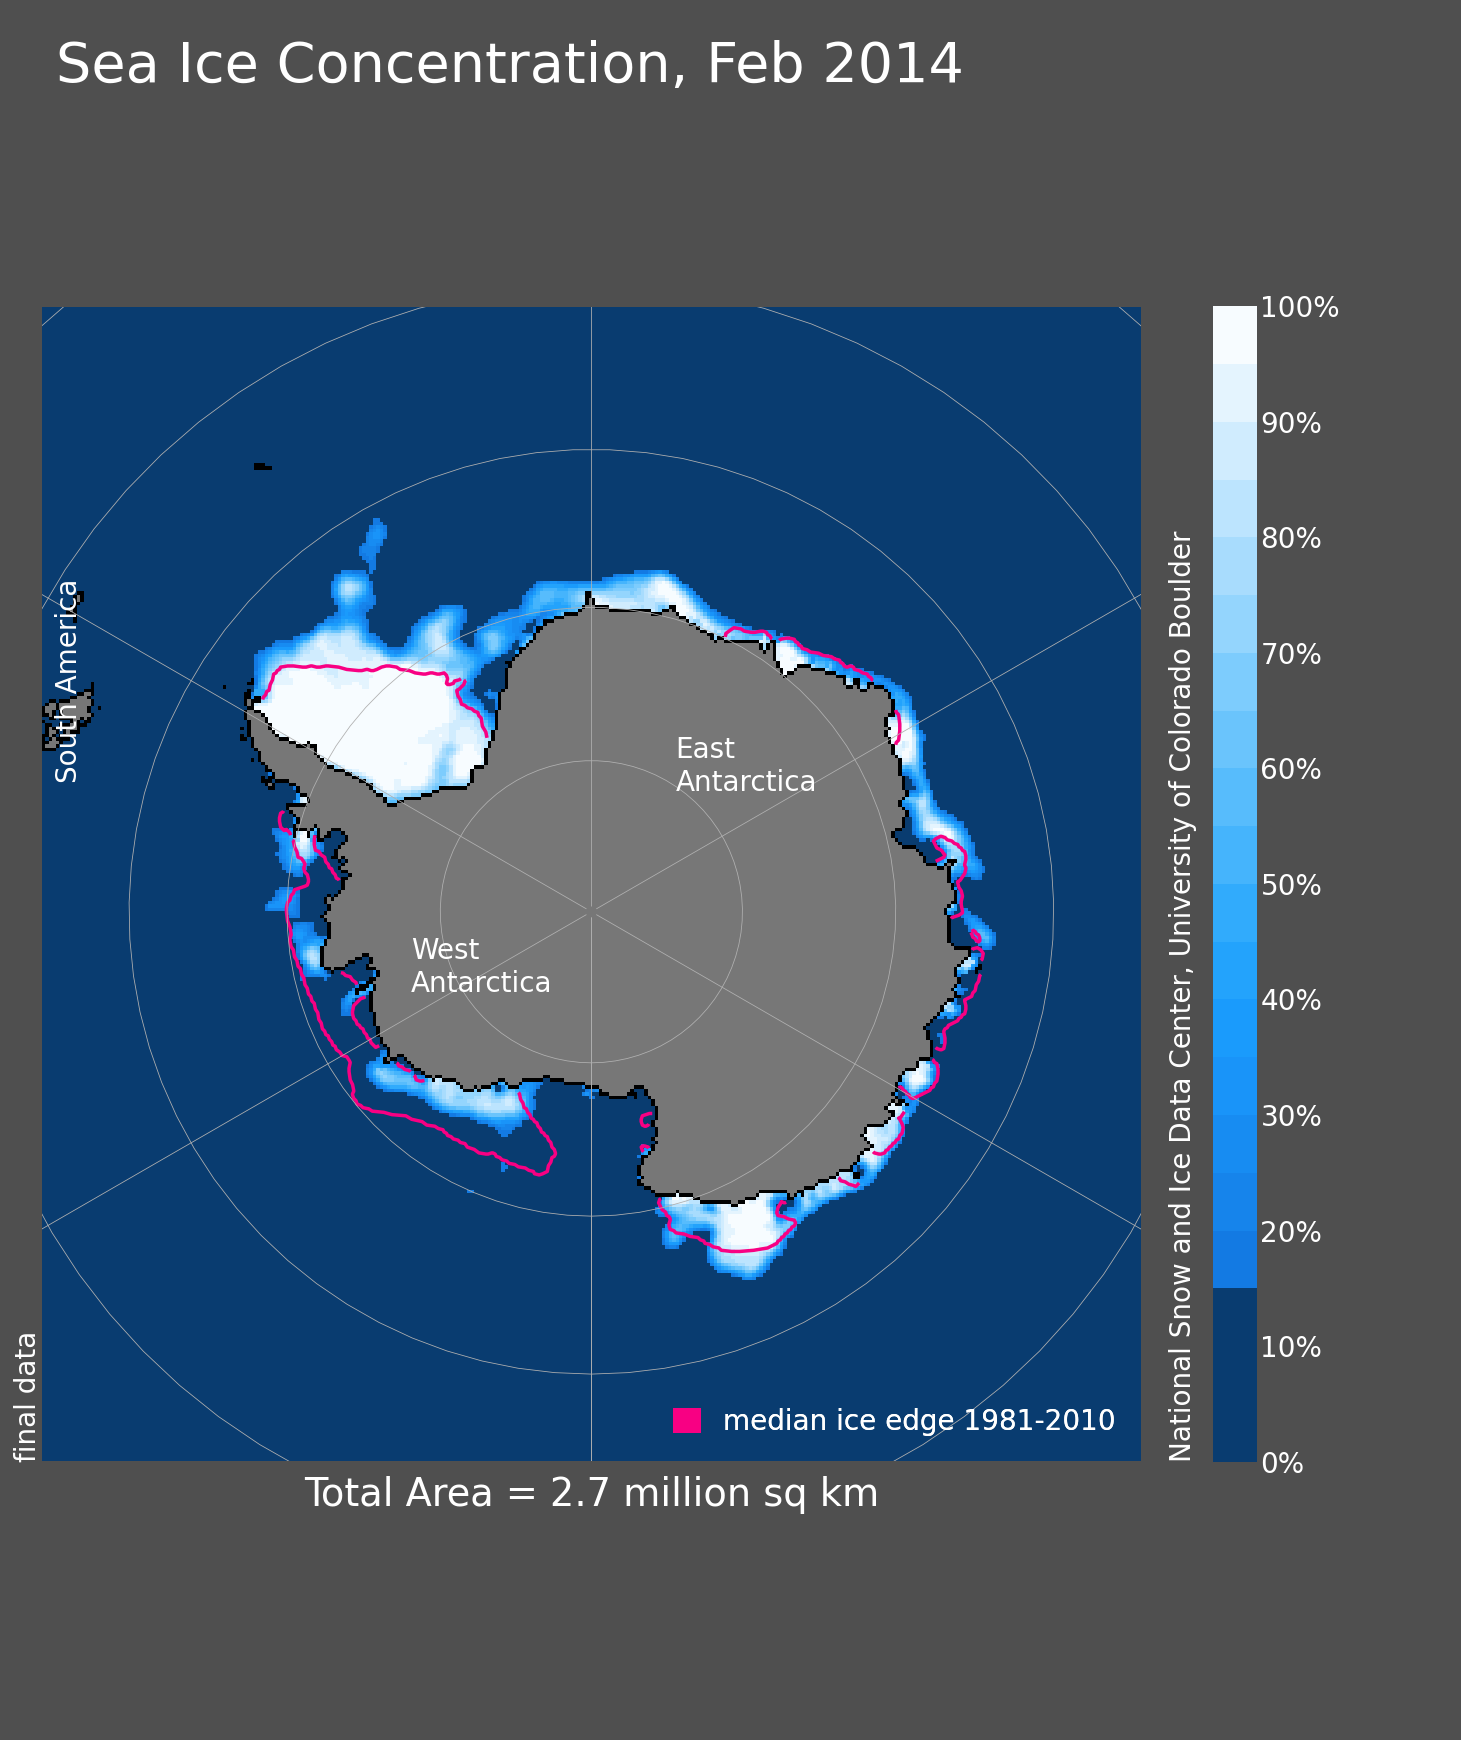 Sea Ice Concentration, Feb 2014
South America
East
Antarctica
West
Antarctica
median ice edge 1981-2010
final data
Total Area = 2.7 million sq km
National Snow and Ice Data Center, University of Colorado Boulder
100%
90%
80%
70%
60%
50%
40%
30%
20%
10%
0%